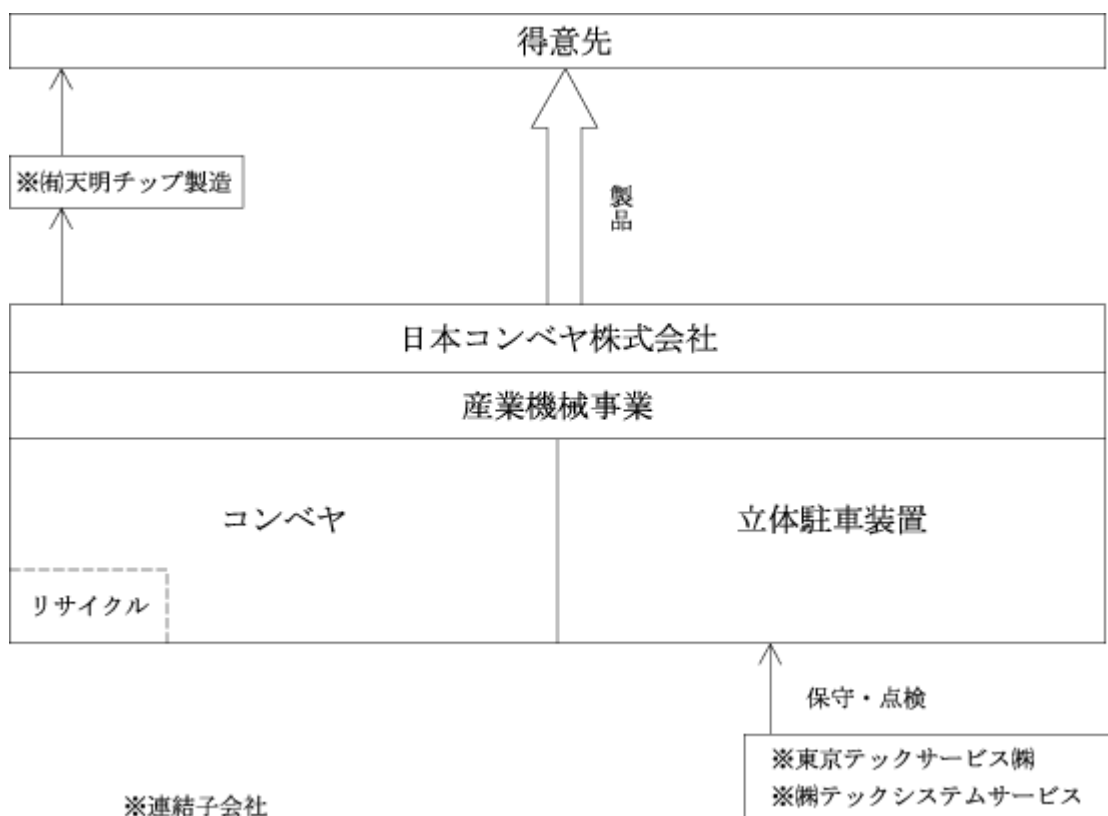 得意先
※㈲天明チップ製造
製品
日本コンベヤ株式会社
産業機械事業
コンベヤ
立体駐車装置
リサイクル
保守・点検
※東京テックサービス㈱
※㈱テックシステムサービス
※連結子会社